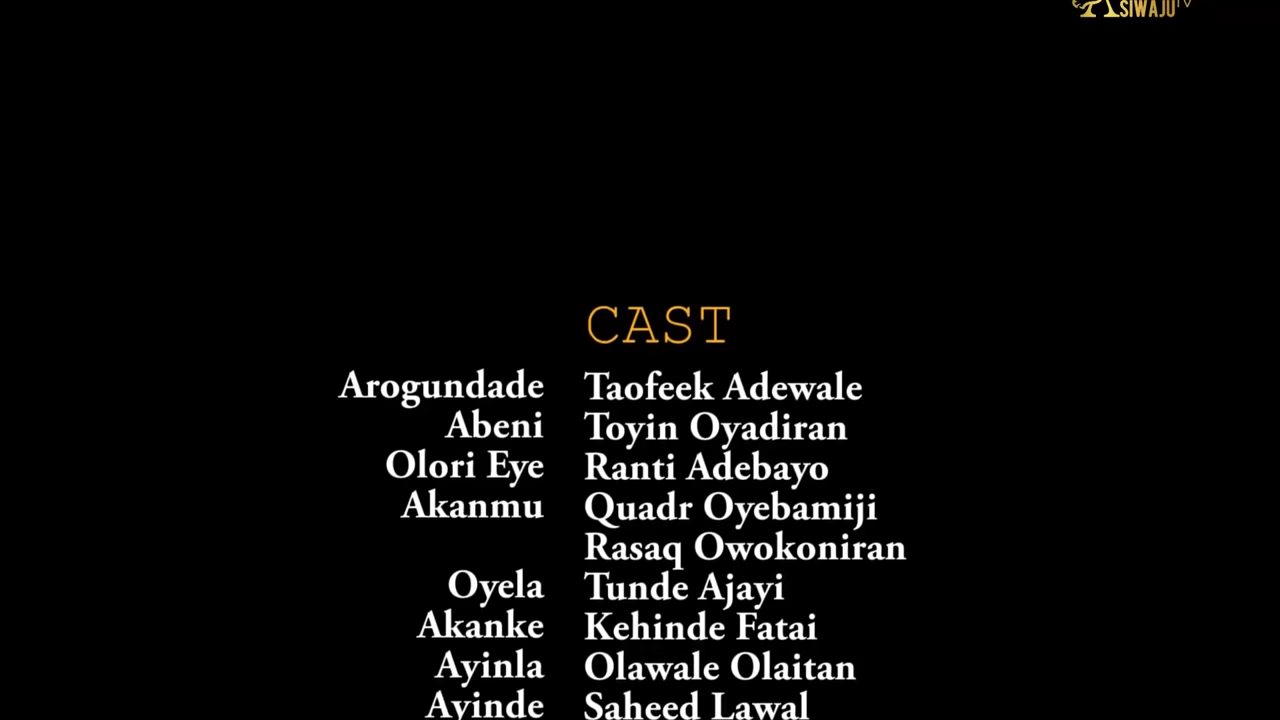 SIWAJU TV
CAST
Arogundade Taofeek Adewale
Abeni Toyin Oyadiran
Olori Eye Ranti Adebayo
Akanmu Quadr Oyebamiji
Rasaq Owokoniran
Oyela Tunde Ajayi
Akanke Kehinde Fatai
Ayinla Olawale Olaitan
Ayinde Saheed Lawal